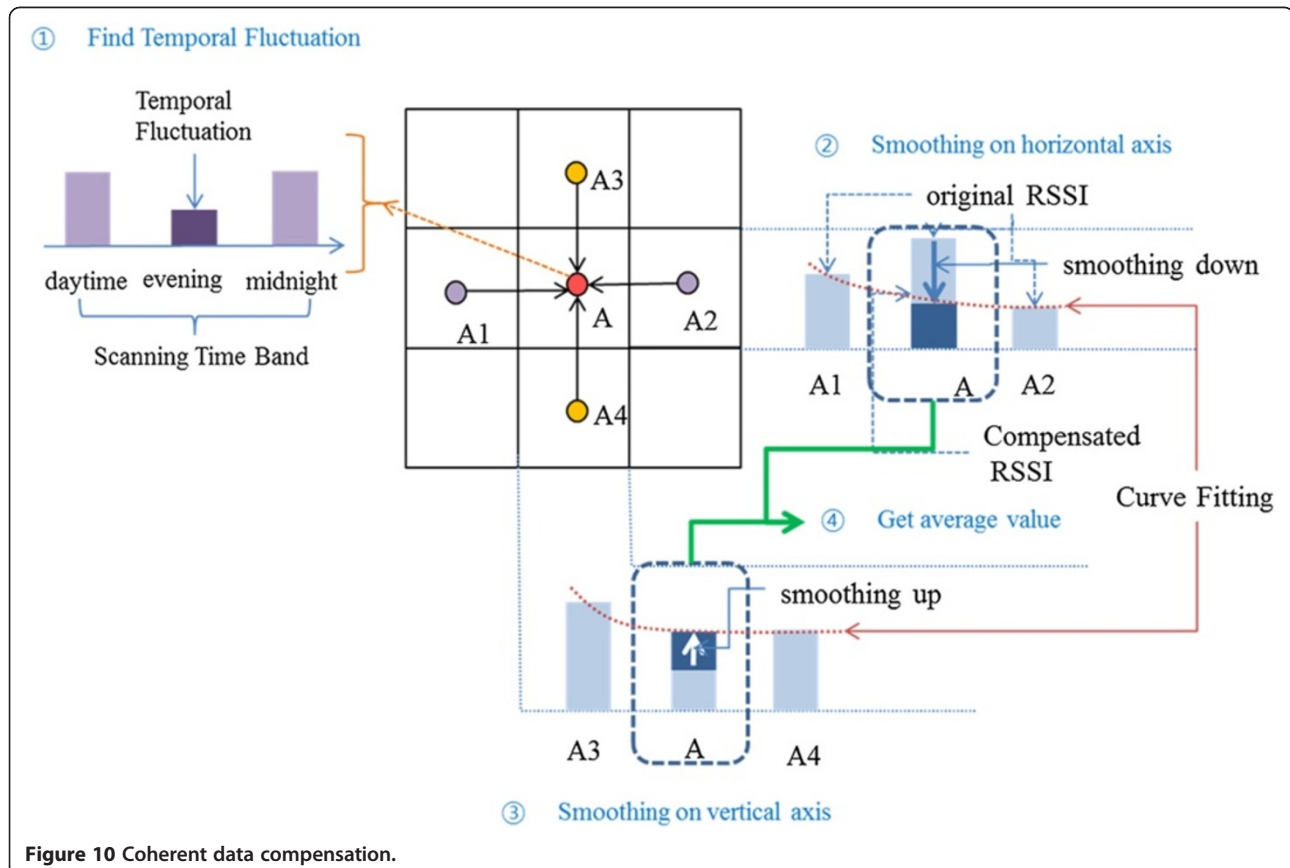 ① Find Temporal Fluctuation
Temporal
Fluctuation
daytime evening midnight
Scanning Time Band
A3
A1
A
A2
A4
② Smoothing on horizontal axis
original RSSI
smoothing down
A1 A A2
Compensated
RSSI
Curve Fitting
④ Get average value
smoothing up
A3 A A4
③ Smoothing on vertical axis
Figure 10 Coherent data compensation.